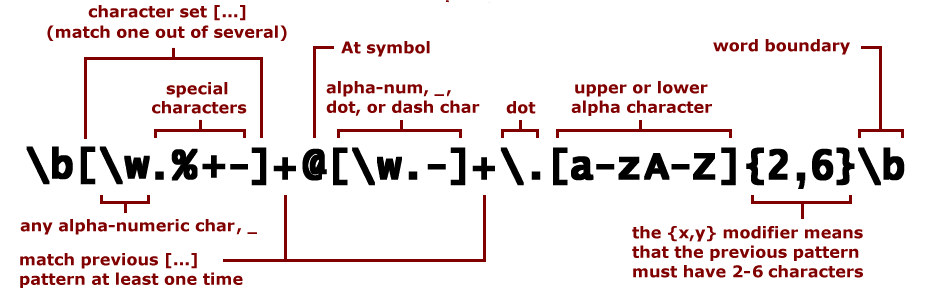 character set [...]
(match one out of several)
At symbol
word boundary
special
characters
alpha-num, _,
dot, or dash char
dot
upper or lower
alpha character
\b[\w.%+-]+@[\w.-]+\.[a-zA-Z]{2,6}\b
any alpha-numeric char, _
match previous [...]
pattern at least one time
the {x,y} modifier means
that the previous pattern
must have 2-6 characters